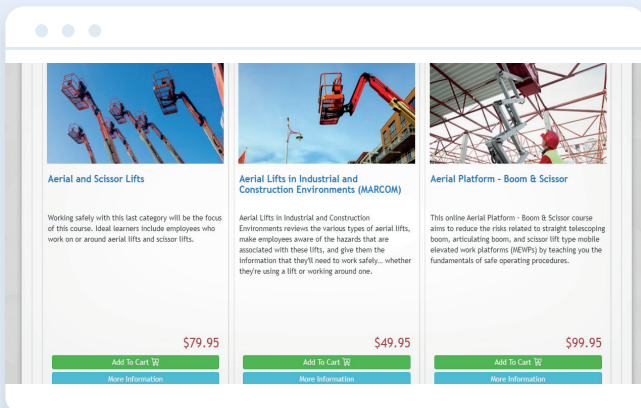 Aerial and Scissor Lifts
Working safely with this last category will be the focus
of this course. Ideal learners include employees who
work on or around aerial lifts and scissor lifts.
$79.95
Add To Cart
More Information
Aerial Lifts in Industrial and
Construction Environments (MARCOM)
Aerial Lifts in Industrial and Construction
Environments reviews the various types of aerial lifts,
make employees aware of the hazards that are
associated with these lifts, and give them the
information that they'll need to work safely... whether
they're using a lift or working around one.
$49.95
Add To Cart
More Information
Aerial Platform - Boom & Scissor
This online Aerial Platform - Boom & Scissor course
aims to reduce the risks related to straight telescoping
boom, articulating boom, and scissor lift type mobile
elevated work platforms (MEWPs) by teaching you the
fundamentals of safe operating procedures.
$99.95
Add To Cart
More Information